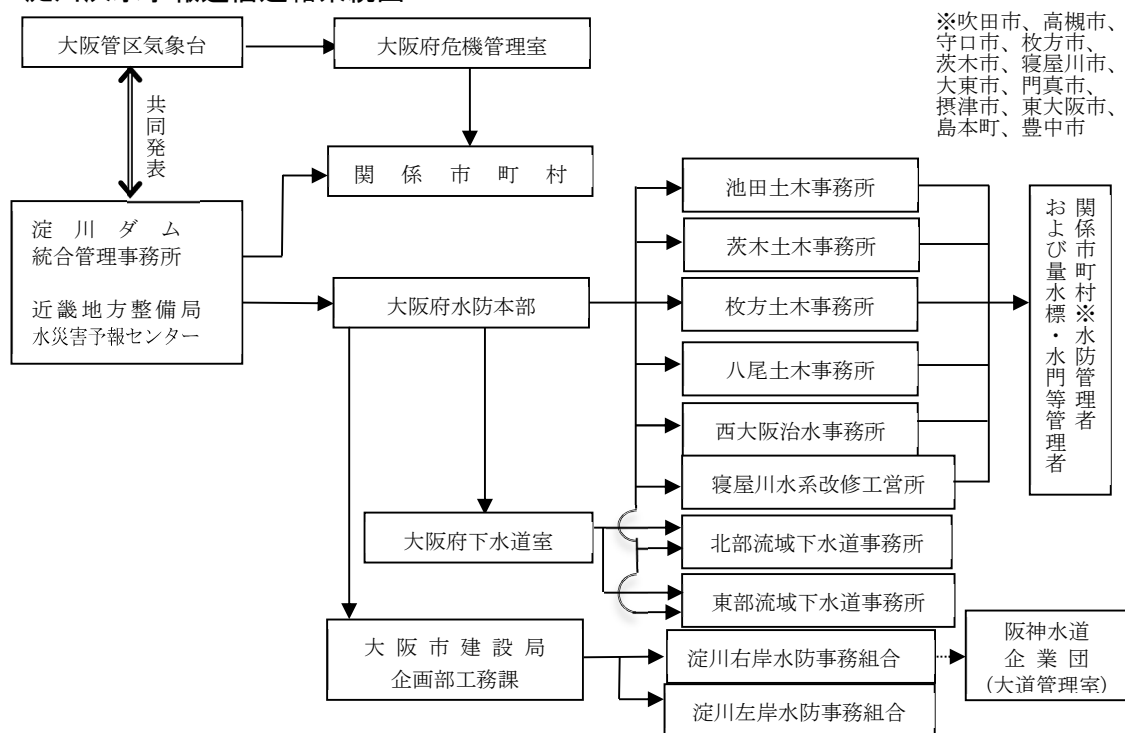 大阪管区気象台
大阪府危機管理室
※吹田市、高槻市、
守口市、枚方市、
茨木市、寝屋川市、
大東市、門真市、
摂津市、東大阪市、
島本町、豊中市
共同発表
関係市町村
淀川ダム
統合管理事務所
近畿地方整備局
水災害予報センター
大阪府水防本部
池田土木事務所
茨木土木事務所
枚方土木事務所
八尾土木事務所
西大阪治水事務所
寝屋川水系改修工営所
関係市町村※水防管理者
および量水標・水門等管理者
大阪府下水道室
北部流域下水道事務所
東部流域下水道事務所
大阪市建設局
企画部工務課
淀川右岸水防事務組合
淀川左岸水防事務組合
阪神水道
企業団
(大道管理室)